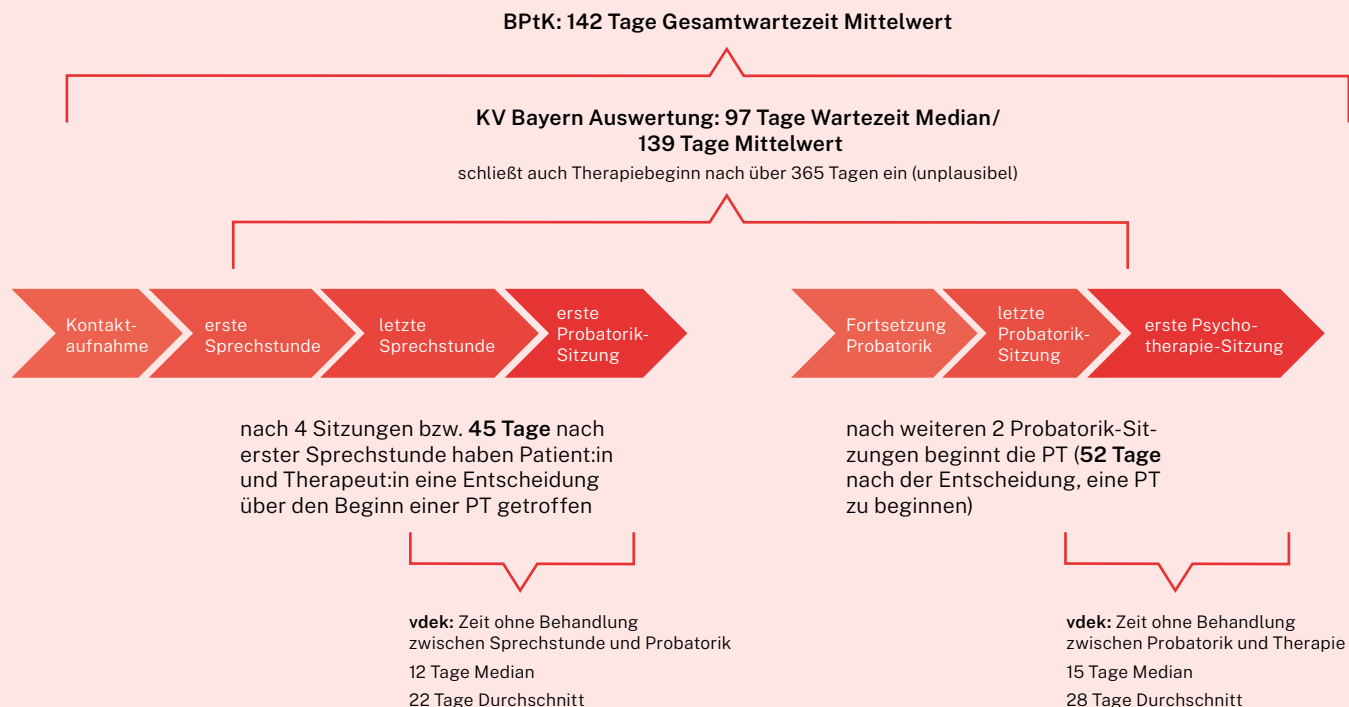 BPtK: 142 Tage Gesamtwartezeit Mittelwert
KV Bayern Auswertung: 97 Tage Wartezeit Median/
139 Tage Mittelwert
schließt auch Therapiebeginn nach über 365 Tagen ein (unplausibel)
Kontakt-
aufnahme
erste
Sprechstunde
letzte
Sprechstunde
erste
Probatorik-
Sitzung
Fortsetzung
Probatorik
letzte
Probatorik-
Sitzung
erste Psycho-
therapie-Sitzung
nach 4 Sitzungen bzw. 45 Tage nach
erster Sprechstunde haben Patient:in
und Therapeut:in eine Entscheidung
über den Beginn einer PT getroffen
nach weiteren 2 Probatorik-Sit-
zungen beginnt die PT (52 Tage
nach der Entscheidung, eine PT
zu beginnen)
vdek: Zeit ohne Behandlung
zwischen Sprechstunde und Probatorik
12 Tage Median
22 Tage Durchschnitt
vdek: Zeit ohne Behandlung
zwischen Probatorik und Therapie
15 Tage Median
28 Tage Durchschnitt